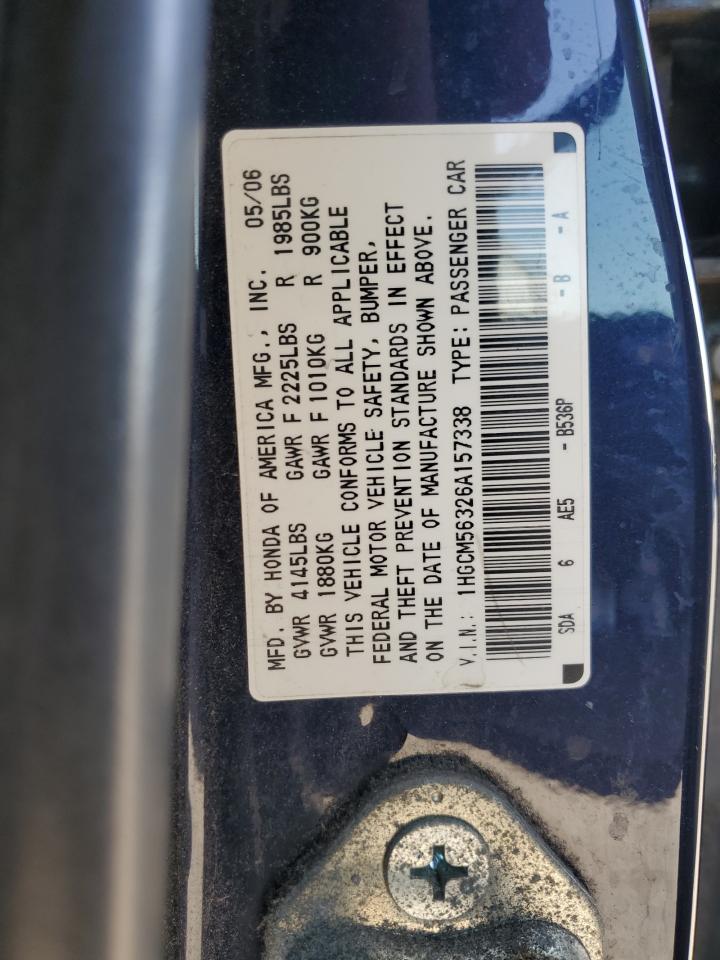 MFD. BY HONDA OF AMERICA MFG., INC. 05/06
GVWR 4145LBS GAWR F 2225LBS R 1985LBS
GVWR 1880KG GAWR F 1010KG R 900KG
THIS VEHICLE CONFORMS TO ALL APPLICABLE
FEDERAL MOTOR VEHICLE SAFETY, BUMPER,
AND THEFT PREVENTION STANDARDS IN EFFECT
ON THE DATE OF MANUFACTURE SHOWN ABOVE.
V.I.N.: 1HGCM56326A157338 TYPE: PASSENGER CAR
SDA 6 AE5 - B536P - B - A